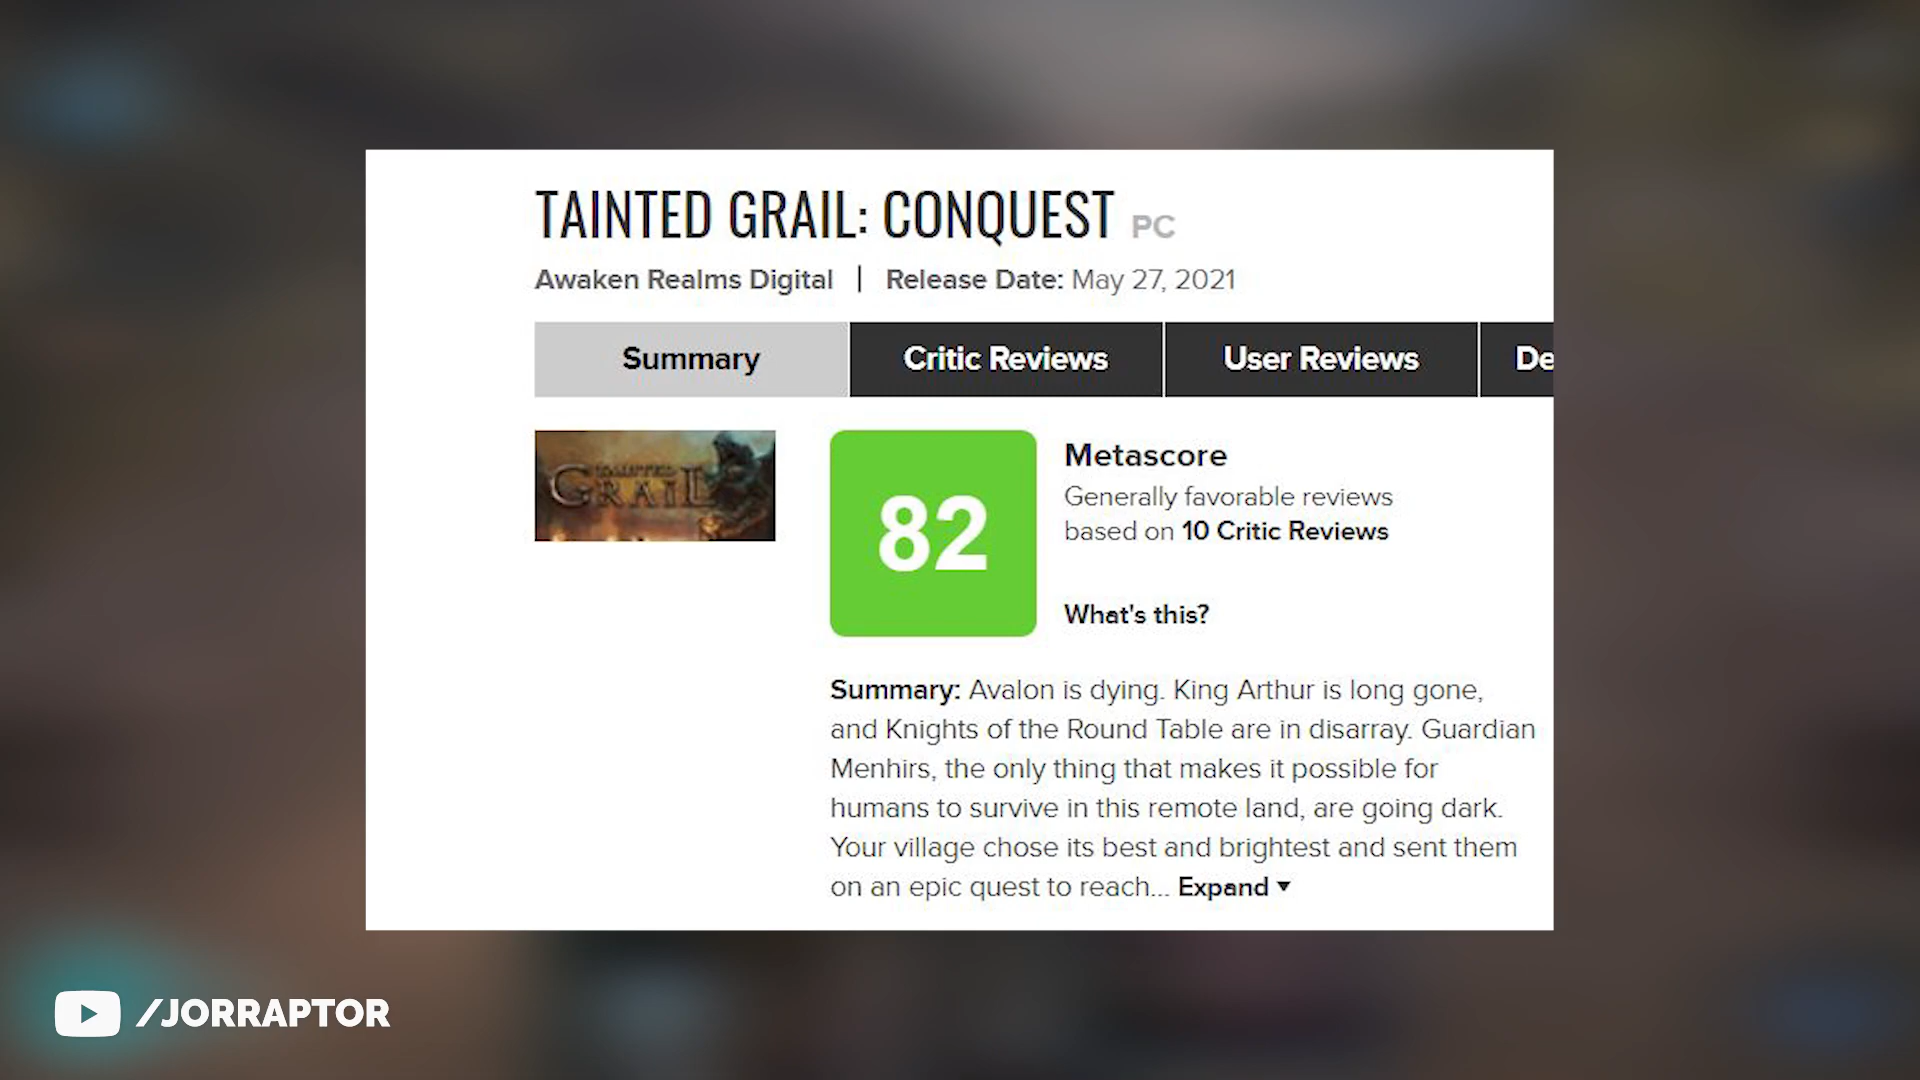 TAINTED GRAIL: CONQUEST PC
Awaken Realms Digital | Release Date: May 27, 2021
Summary Critic Reviews User Reviews De
TAINTED
GRAIL
82
Metascore
Generally favorable reviews
based on 10 Critic Reviews
What's this?
Summary: Avalon is dying. King Arthur is long gone,
and Knights of the Round Table are in disarray. Guardian
Menhirs, the only thing that makes it possible for
humans to survive in this remote land, are going dark.
Your village chose its best and brightest and sent them
on an epic quest to reach... Expand
/JORRAPTOR